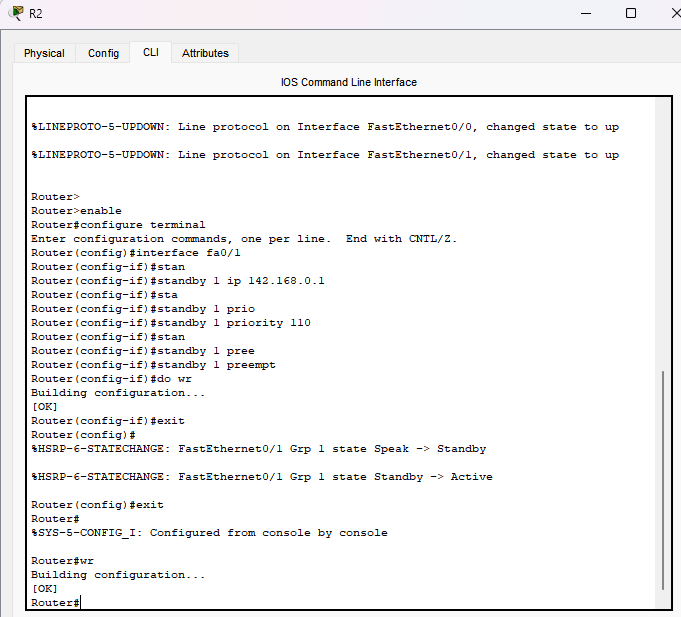 R2
Physical Config CLI Attributes
IOS Command Line Interface
%LINEPROTO-5-UPDOWN: Line protocol on Interface FastEthernet0/0, changed state to up
%LINEPROTO-5-UPDOWN: Line protocol on Interface FastEthernet0/1, changed state to up
Router>
Router>enable
Router#configure terminal
Enter configuration commands, one per line.  End with CNTL/Z.
Router(config)#interface fa0/1
Router(config-if)#stan
Router(config-if)#standby 1 ip 142.168.0.1
Router(config-if)#sta
Router(config-if)#standby 1 prio
Router(config-if)#standby 1 priority 110
Router(config-if)#stan
Router(config-if)#standby 1 pree
Router(config-if)#standby 1 preempt
Router(config-if)#do wr
Building configuration...
[OK]
Router(config-if)#exit
Router(config)#
%HSRP-6-STATECHANGE: FastEthernet0/1 Grp 1 state Speak -> Standby
%HSRP-6-STATECHANGE: FastEthernet0/1 Grp 1 state Standby -> Active
Router(config)#exit
Router#
%SYS-5-CONFIG_I: Configured from console by console
Router#wr
Building configuration...
[OK]
Router#